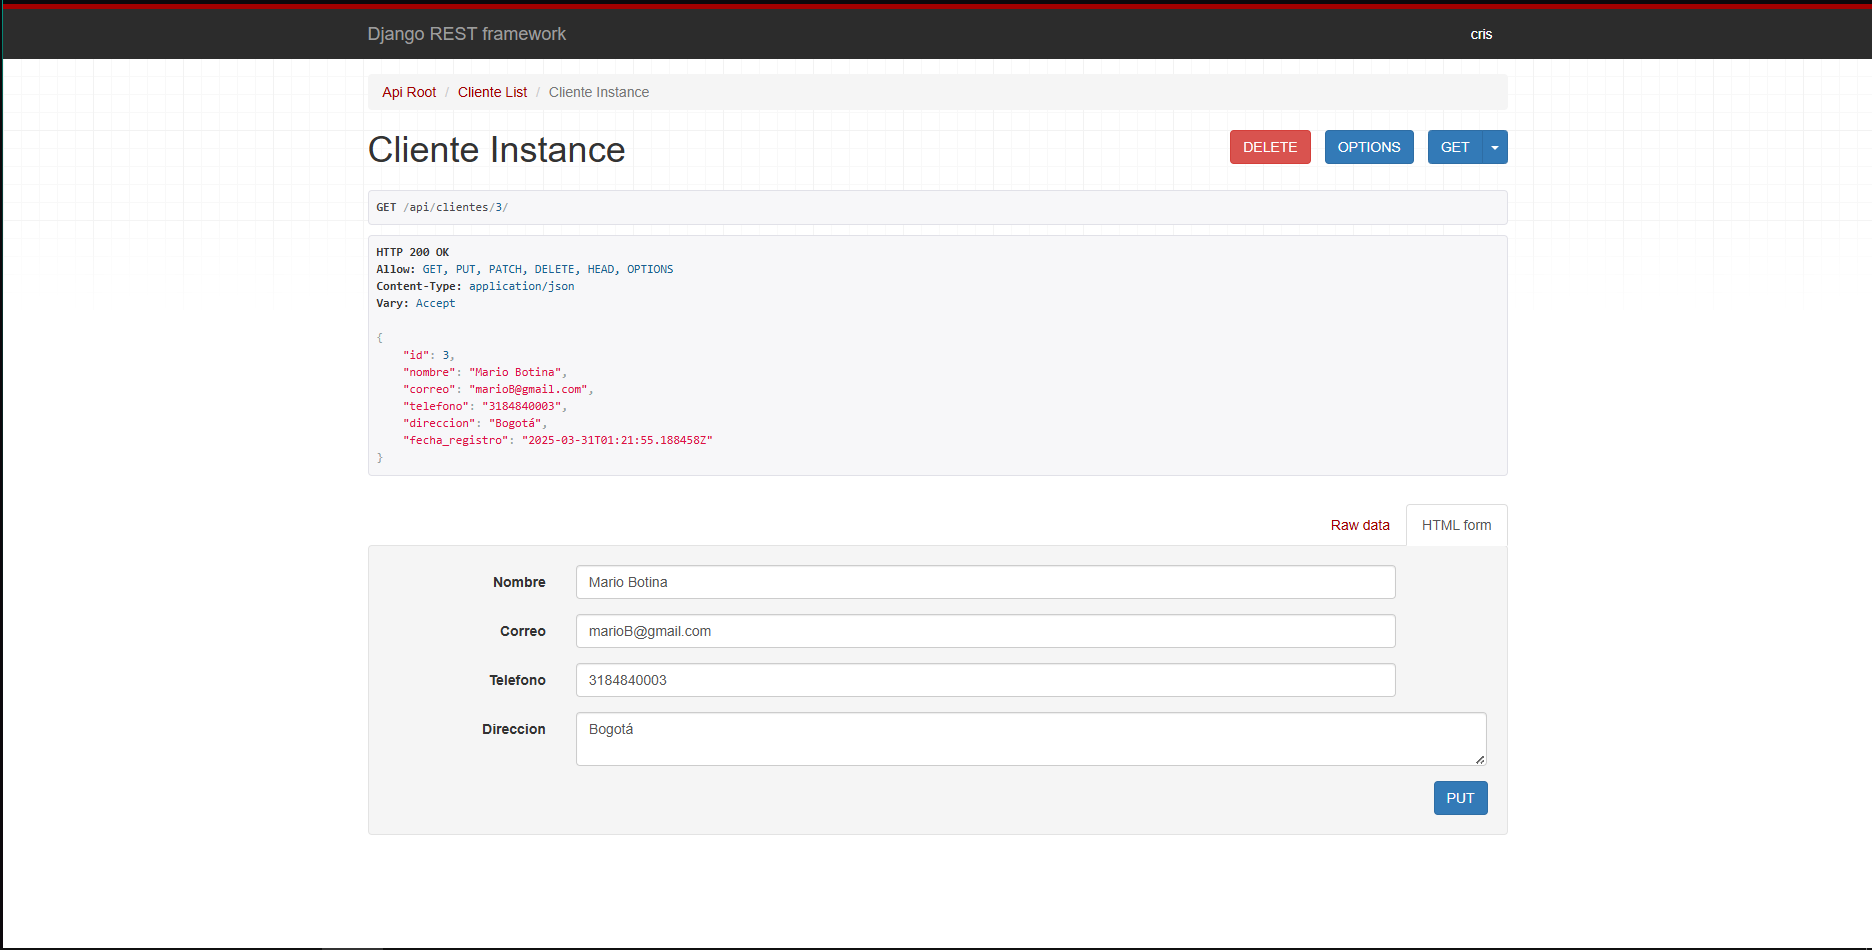 Django REST framework
cris
Api Root / Cliente List / Cliente Instance
Cliente Instance
DELETE
OPTIONS
GET
GET /api/clientes/3/
HTTP 200 OK
Allow: GET, PUT, PATCH, DELETE, HEAD, OPTIONS
Content-Type: application/json
Vary: Accept
{
    "id": 3,
    "nombre": "Mario Botina",
    "correo": "marioB@gmail.com",
    "telefono": "3184840003",
    "direccion": "Bogotá",
    "fecha_registro": "2025-03-31T01:21:55.188458Z"
}
Raw data
HTML form
Nombre
Mario Botina
Correo
marioB@gmail.com
Telefono
3184840003
Direccion
Bogotá
PUT